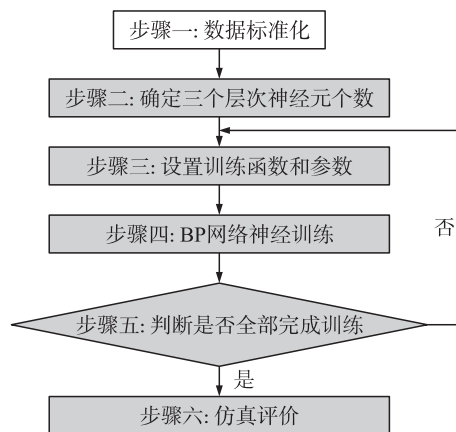 步骤一: 数据标准化
步骤二: 确定三个层次神经元个数
步骤三: 设置训练函数和参数
步骤四: BP网络神经训练
否
步骤五: 判断是否全部完成训练
是
步骤六: 仿真评价